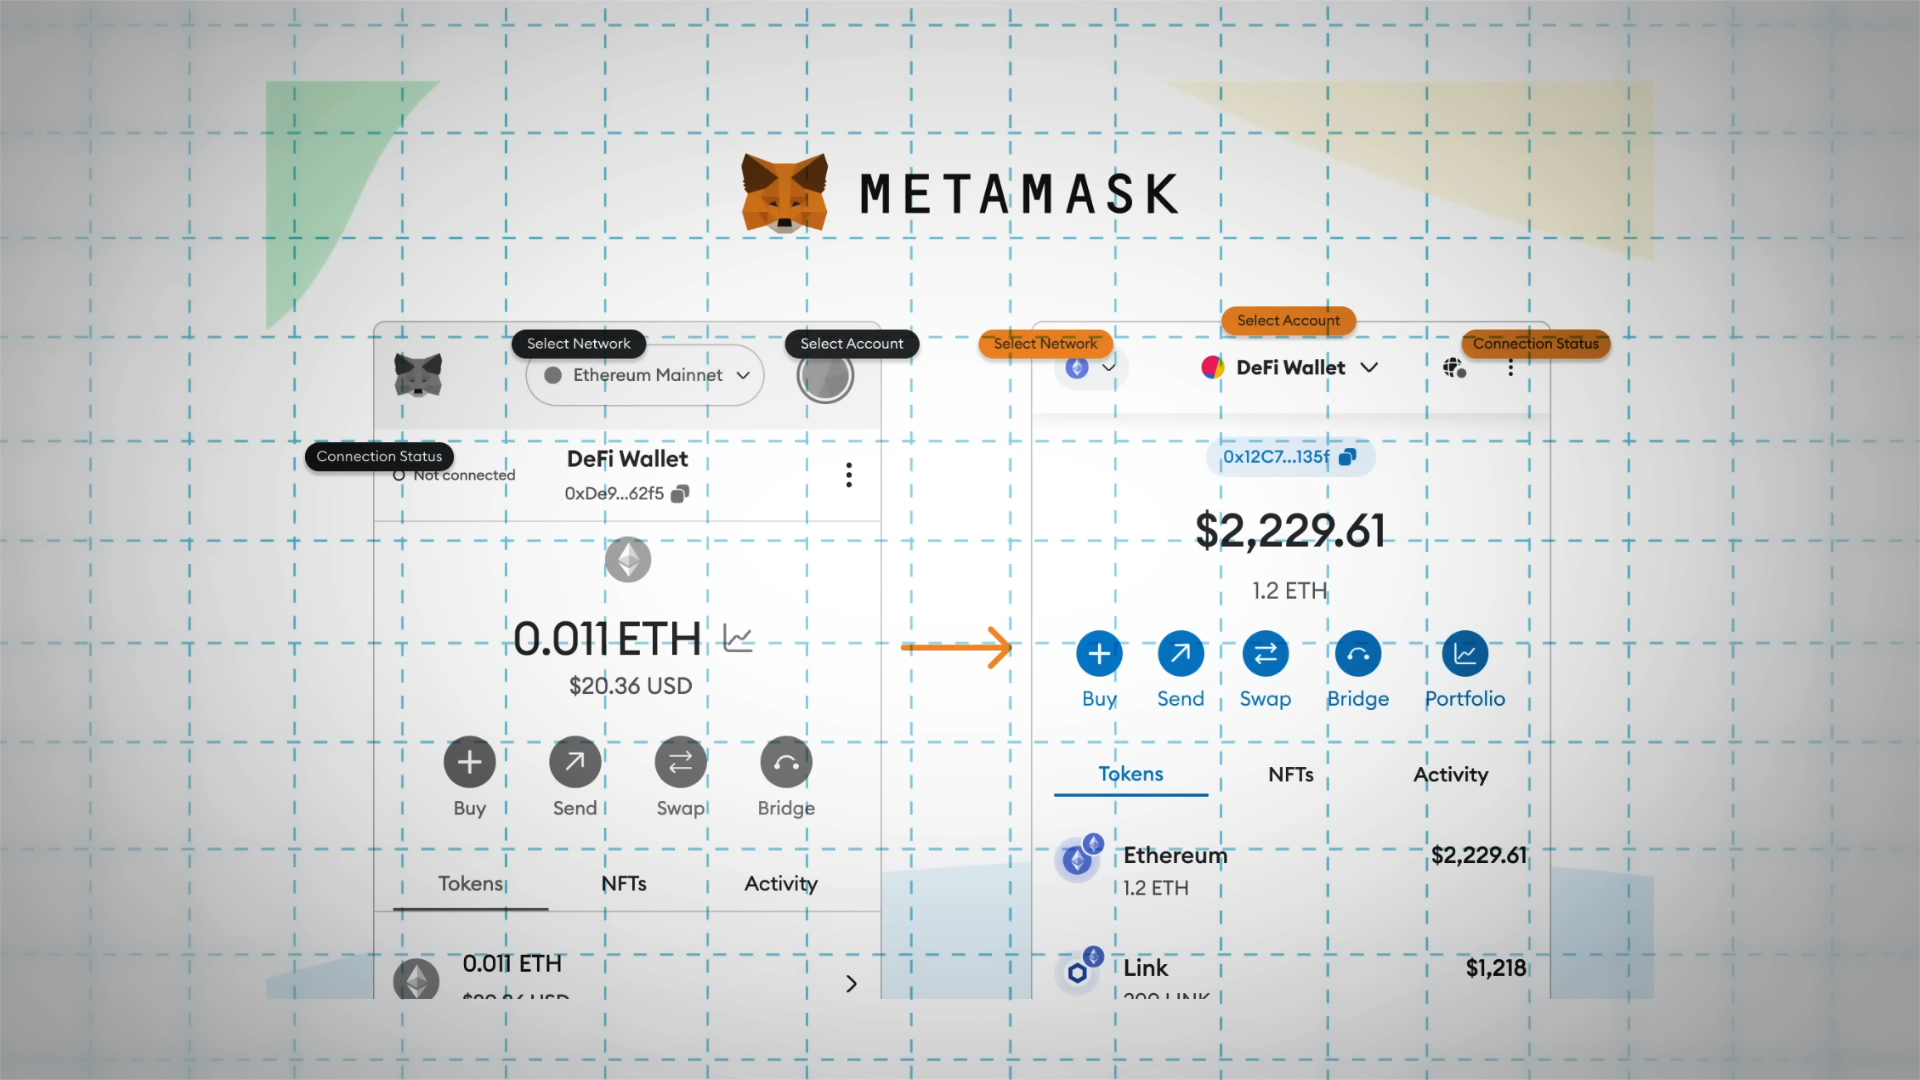 METAMASK
Select Network
Select Account
Ethereum Mainnet
Connection Status
Not connected
DeFi Wallet
0xDe9...62f5
0.011 ETH
$20.36 USD
Buy
Send
Swap
Bridge
Tokens
NFTs
Activity
0.011 ETH
Select Network
Select Account
Connection Status
DeFi Wallet
0x12C7...135f
$2,229.61
1.2 ETH
Buy
Send
Swap
Bridge
Portfolio
Tokens
NFTs
Activity
Ethereum
$2,229.61
1.2 ETH
Link
$1,218